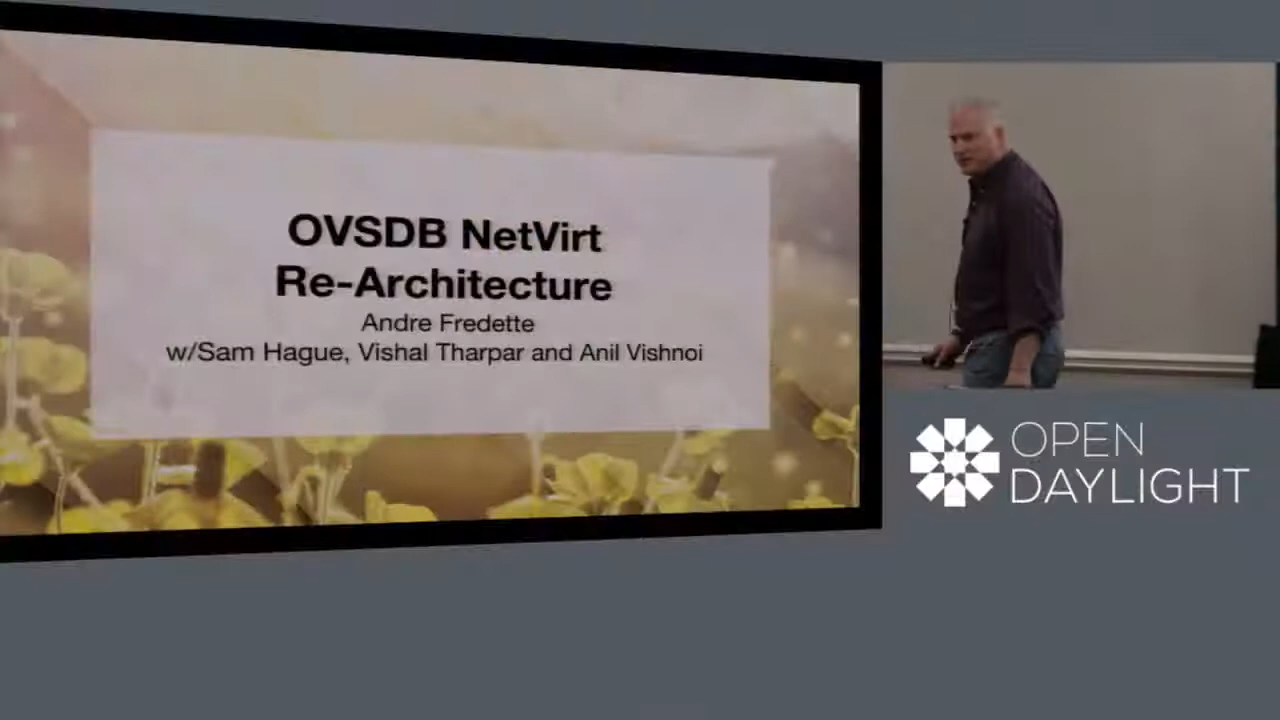 OVSDB NetVirt
Re-Architecture
Andre Fredette
w/Sam Hague, Vishal Tharpar and Anil Vishnoi
OPEN
DAYLIGHT